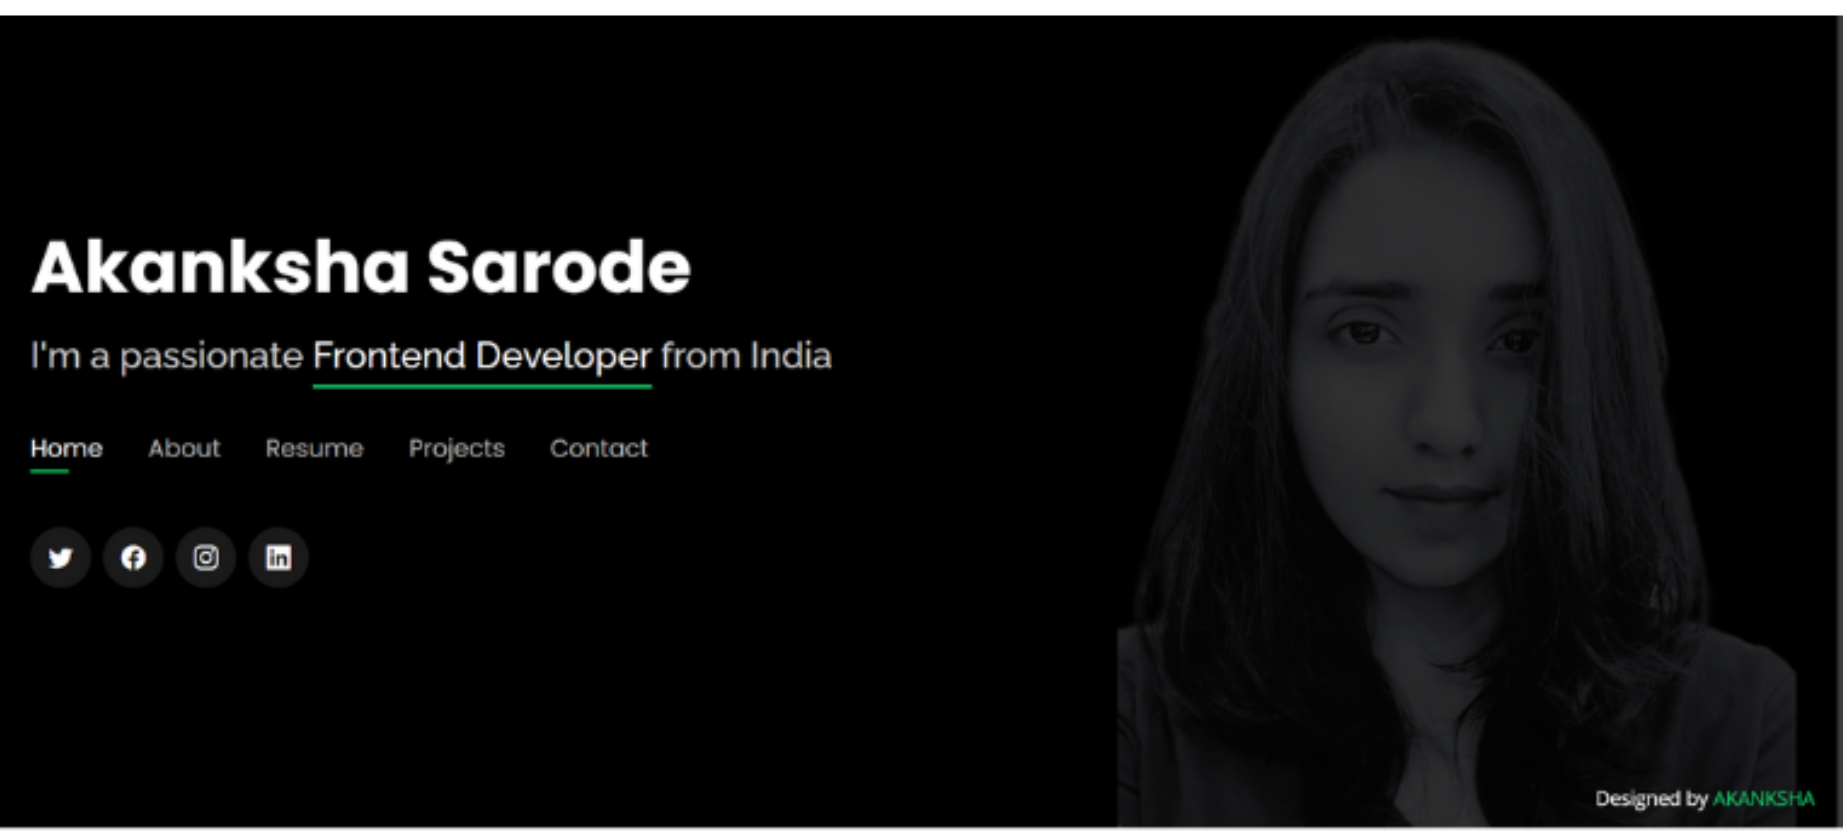 Akanksha Sarode
I'm a passionate Frontend Developer from India
Home About Resume Projects Contact
Designed by AKANKSHA